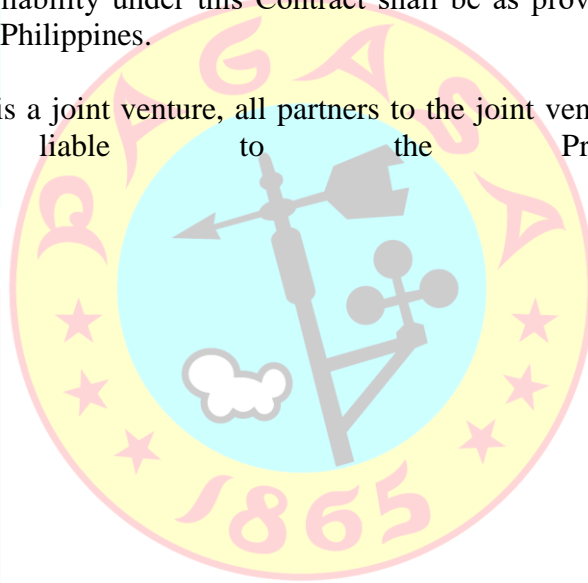 liability under this Contract shall be as prov
Philippines.
is a joint venture, all partners to the joint ven
liable to the Pr
PAGASA
1865